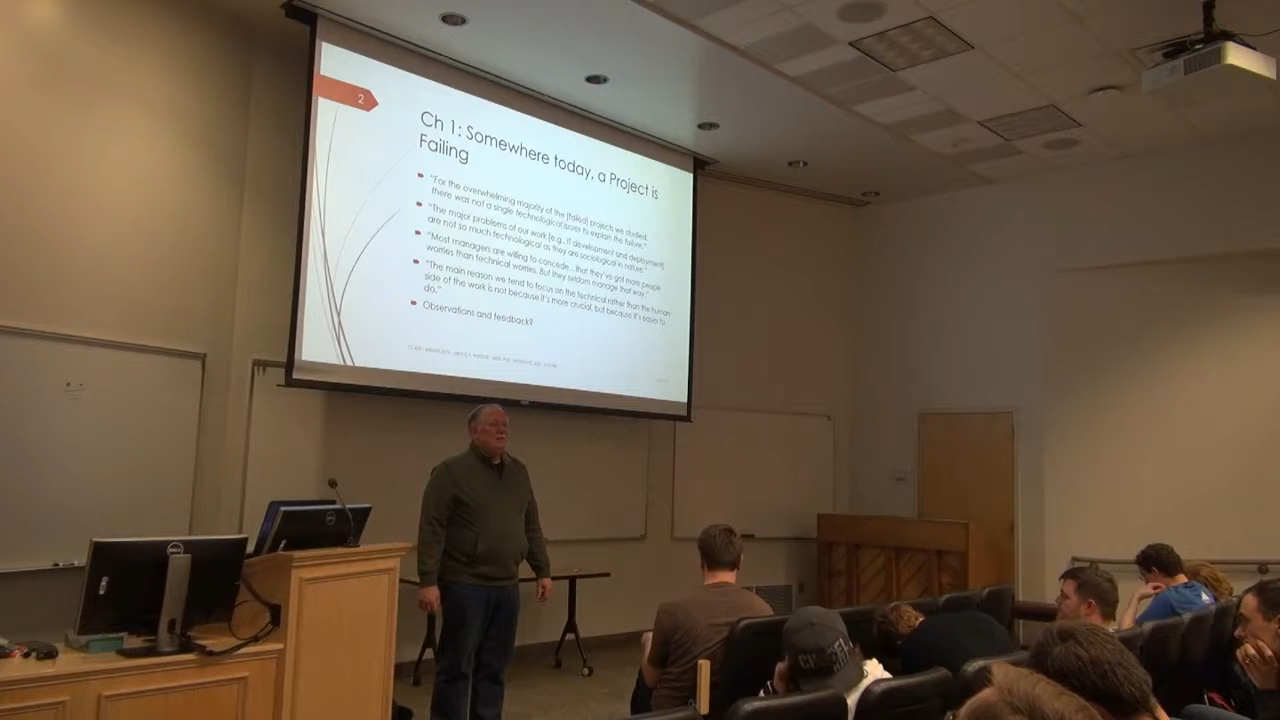 2
Ch 1: Somewhere today, a Project is
Failing
"For the overwhelming majority of the [failed] projects we studied,
there was not a single technological issues to explain the failure."
"The major problems of our work [e.g., IT development and deployment]
are not so much technological as they are sociological in nature."
"Most managers are willing to concede...that they've got more people
worries than technical worries. But they seldom manage that way."
"The main reason we tend to focus on the technical rather than the human
side of the work is not because it's more crucial, but because it's easier to
do."
Observations and feedback?
DELL
DELL